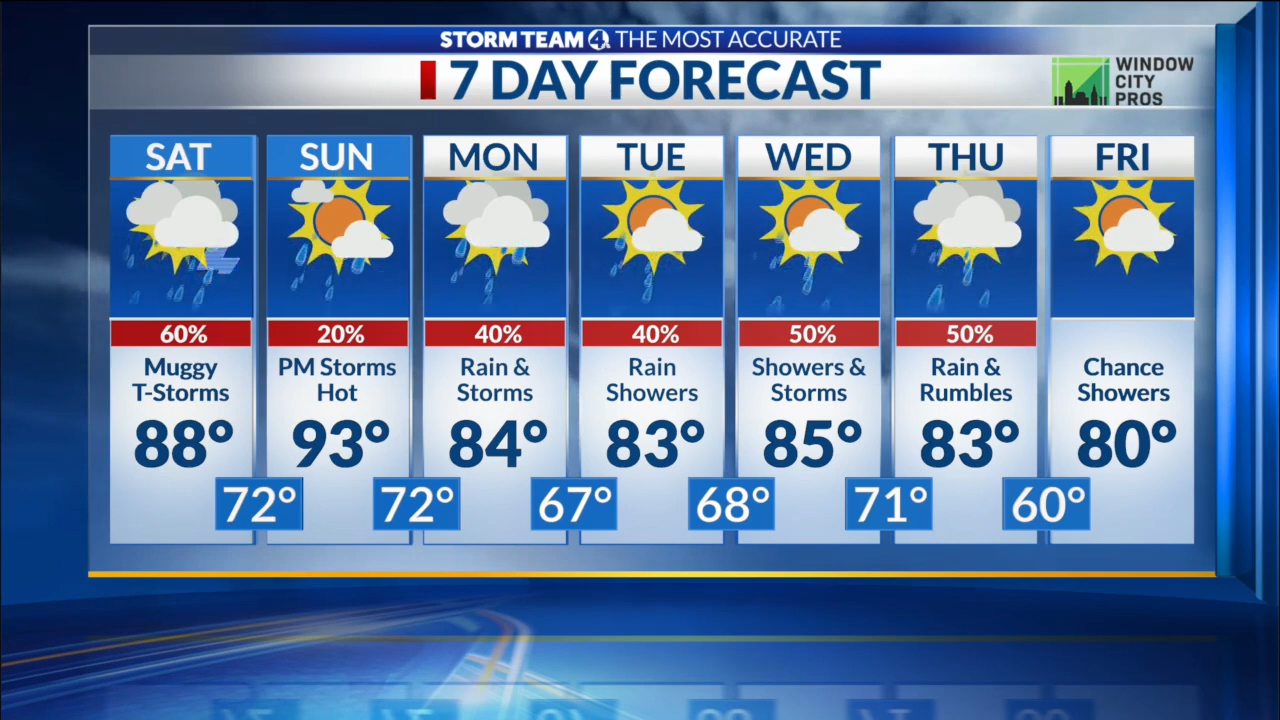 STORM TEAM 4 THE MOST ACCURATE
7 DAY FORECAST
WINDOW
CITY
PROS
SAT
60%
Muggy
T-Storms
88°
72°
SUN
20%
PM Storms
Hot
93°
72°
MON
40%
Rain &
Storms
84°
67°
TUE
40%
Rain
Showers
83°
68°
WED
50%
Showers &
Storms
85°
71°
THU
50%
Rain &
Rumbles
83°
60°
FRI
Chance
Showers
80°